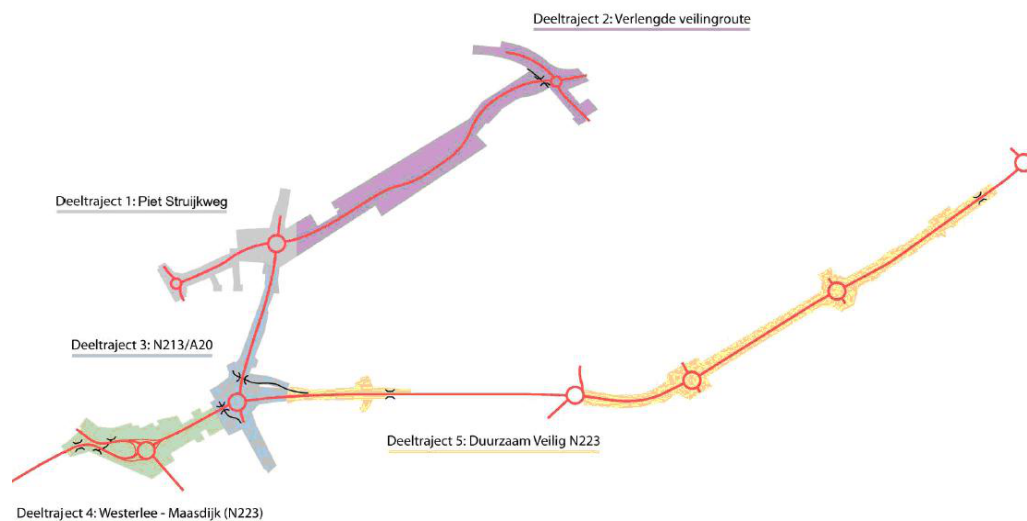 Deeltraject 2: Verlengde veilingroute
Deeltraject 1: Piet Struijkweg
Deeltraject 3: N213/A20
Deeltraject 5: Duurzaam Veilig N223
Deeltraject 4: Westerlee - Maasdijk (N223)